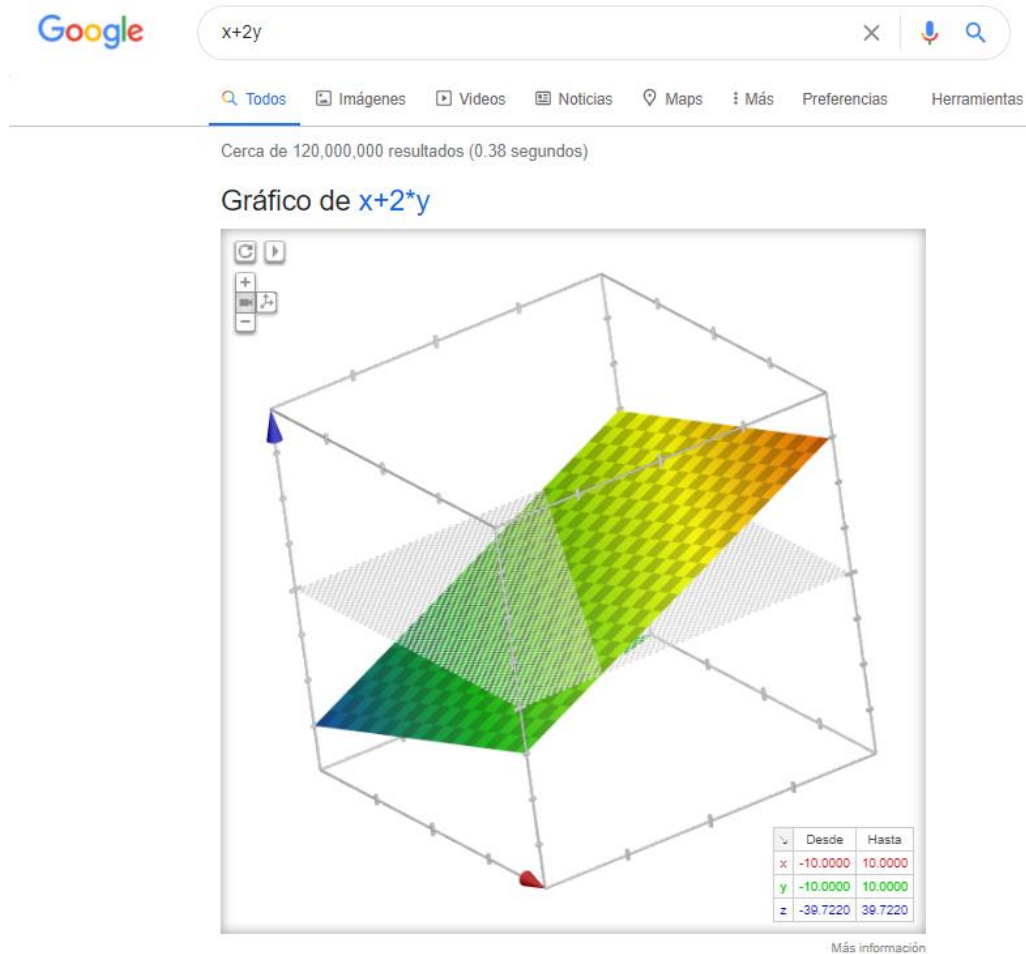 Google x+2y
Todos Imágenes Videos Noticias Maps Más Preferencias Herramientas
Cerca de 120,000,000 resultados (0.38 segundos)
Gráfico de x+2*y
Desde Hasta
x -10.0000 10.0000
y -10.0000 10.0000
z -39.7220 39.7220
Más información